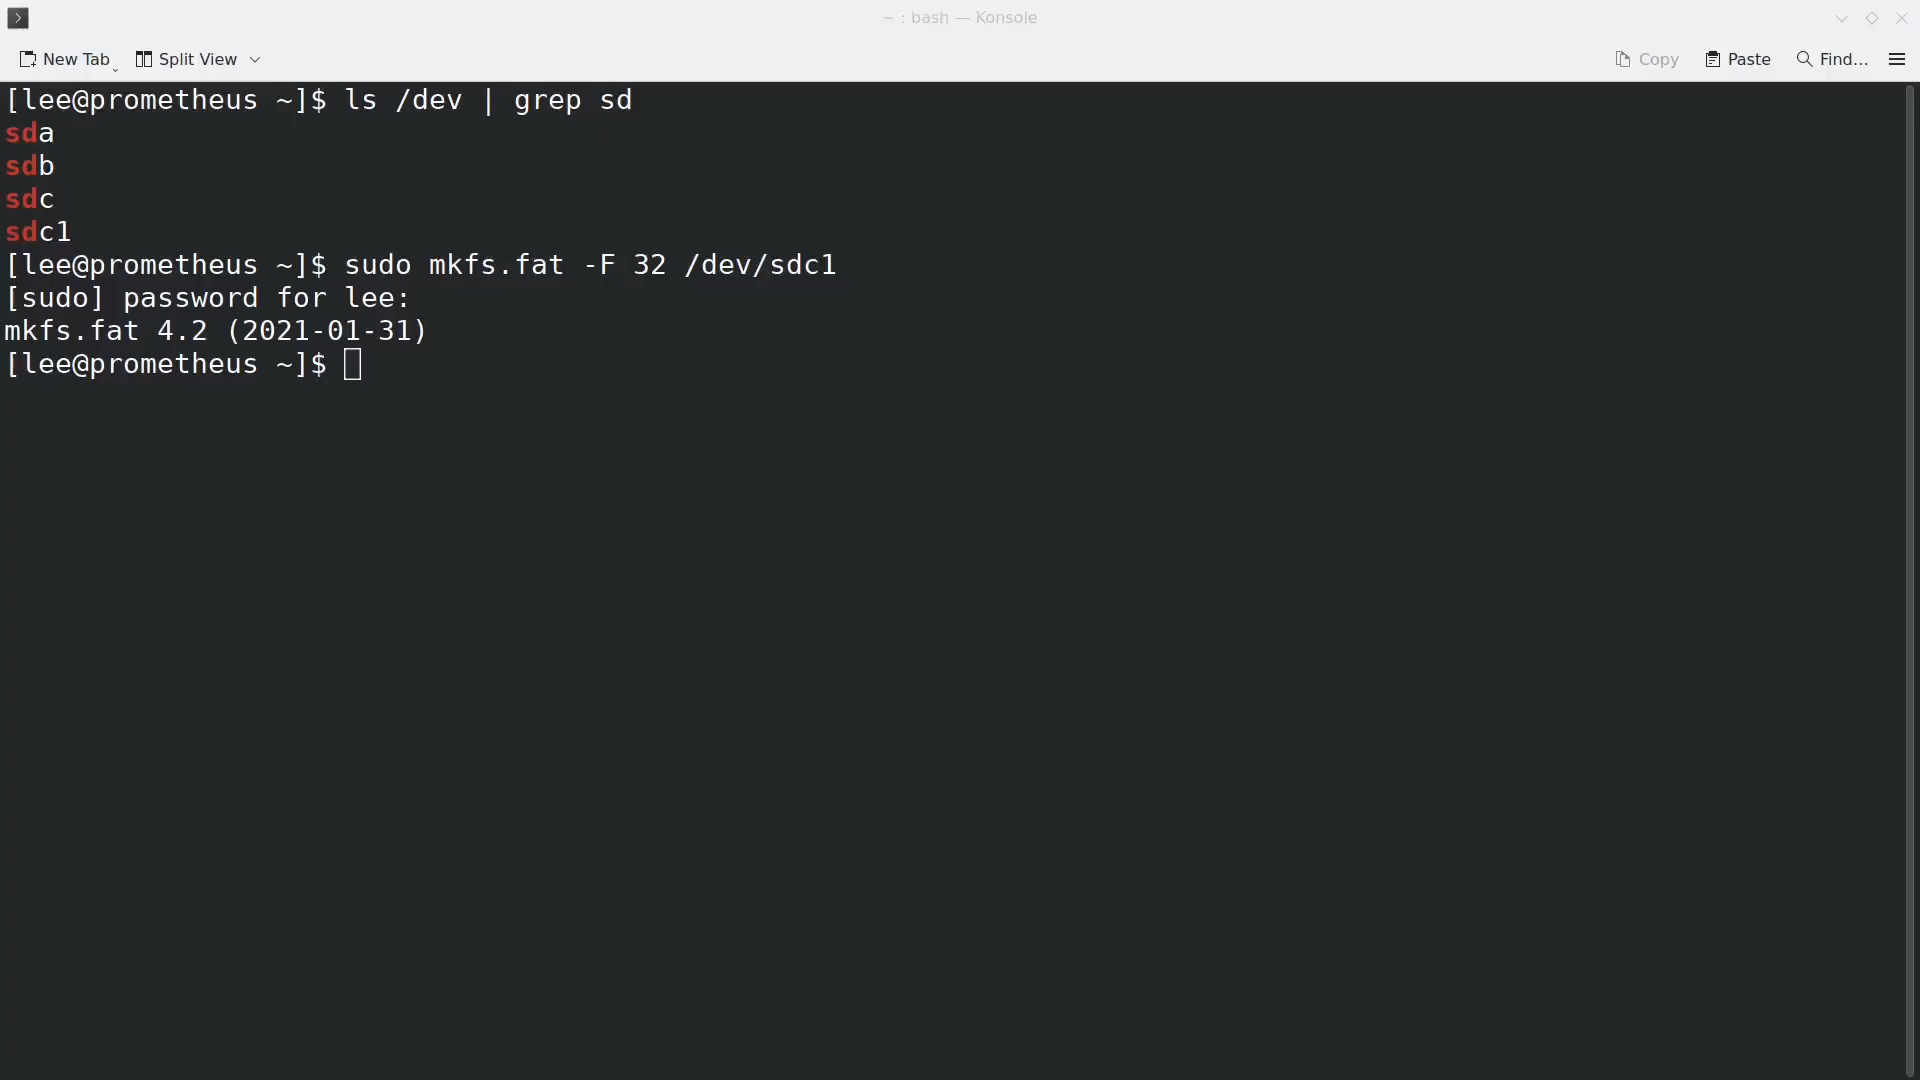 ~ : bash — Konsole
New Tab Split View Copy Paste Find...
[lee@prometheus ~]$ ls /dev | grep sd
sda
sdb
sdc
sdc1
[lee@prometheus ~]$ sudo mkfs.fat -F 32 /dev/sdc1
[sudo] password for lee:
mkfs.fat 4.2 (2021-01-31)
[lee@prometheus ~]$